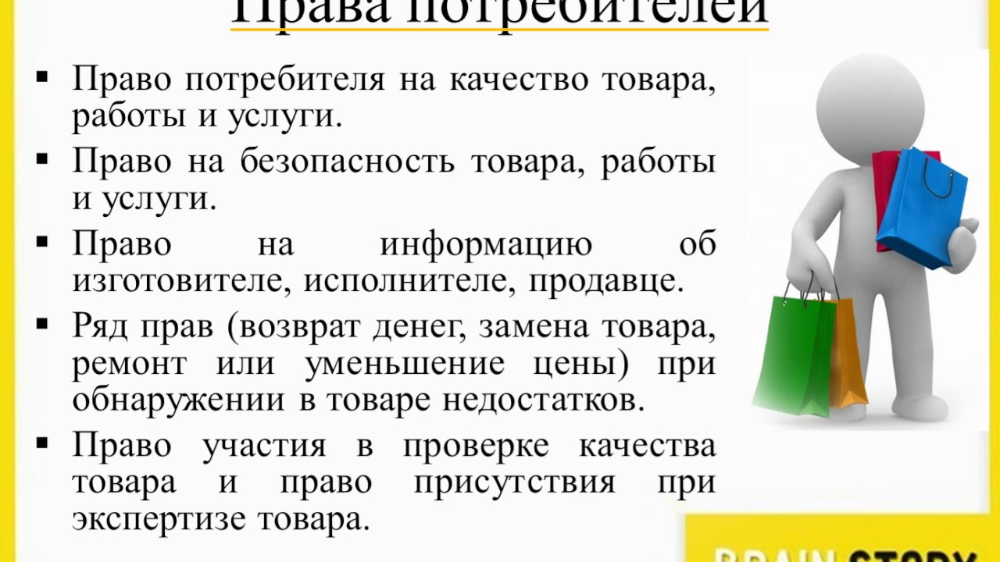 Права потребителей
Право потребителя на качество товара,
работы и услуги.
Право на безопасность товара, работы
и услуги.
Право на информацию об
изготовителе, исполнителе, продавце.
Ряд прав (возврат денег, замена товара,
ремонт или уменьшение цены) при
обнаружении в товаре недостатков.
Право участия в проверке качества
товара и право присутствия при
экспертизе товара.
BRAIN STORY